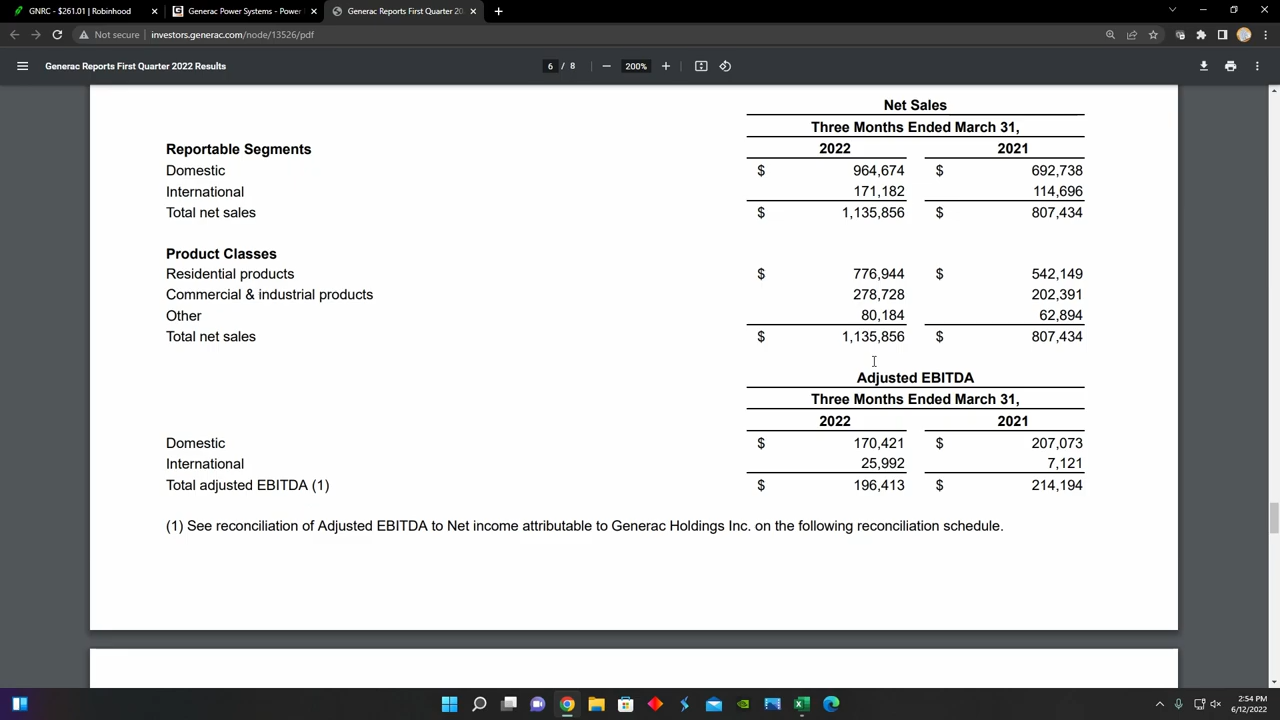 GNRC - $261.01 | Robinhood
Generac Power Systems - Power
Generac Reports First Quarter 20
Not secure | investors.generac.com/node/13526/pdf
Generac Reports First Quarter 2022 Results
6 / 8
200%
Net Sales
Three Months Ended March 31,
Reportable Segments 2022 2021
Domestic $ 964,674 $ 692,738
International 171,182 114,696
Total net sales $ 1,135,856 $ 807,434
Product Classes
Residential products $ 776,944 $ 542,149
Commercial & industrial products 278,728 202,391
Other 80,184 62,894
Total net sales $ 1,135,856 $ 807,434
Adjusted EBITDA
Three Months Ended March 31,
2022 2021
Domestic $ 170,421 $ 207,073
International 25,992 7,121
Total adjusted EBITDA (1) $ 196,413 $ 214,194
(1) See reconciliation of Adjusted EBITDA to Net income attributable to Generac Holdings Inc. on the following reconciliation schedule.
2:54 PM
6/12/2022